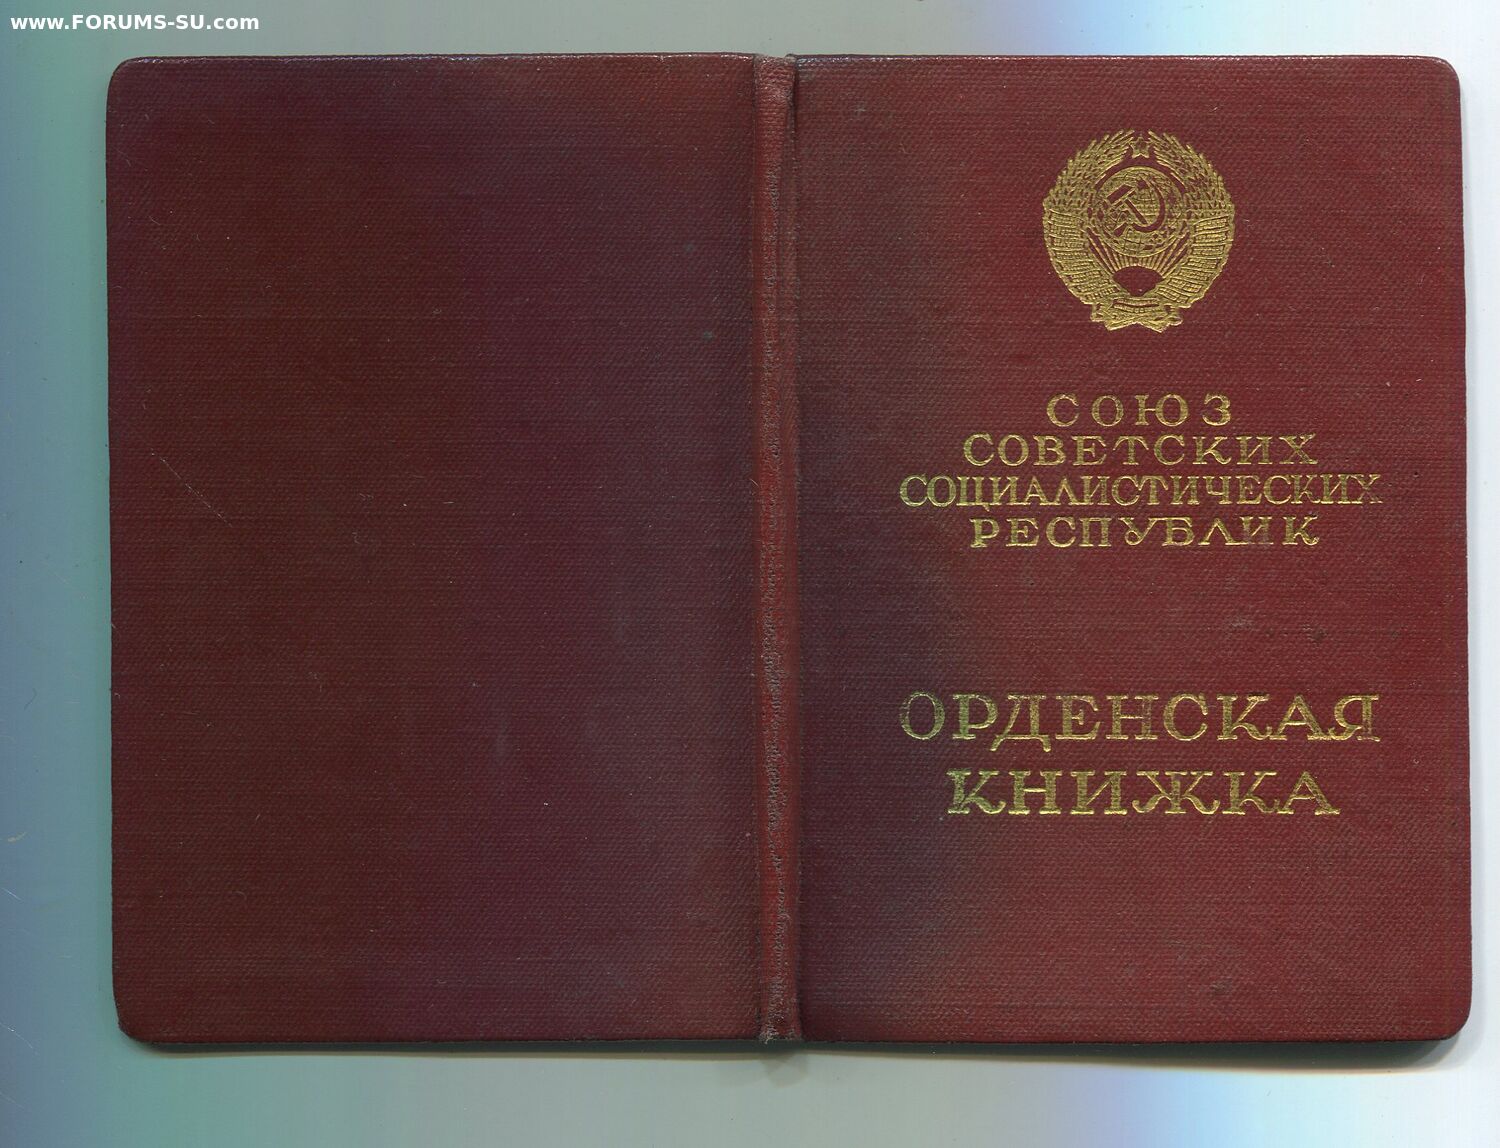 www.FORUMS-SU.com
СОЮЗ
СОВЕТСКИХ
СОЦИАЛИСТИЧЕСКИХ
РЕСПУБЛИК
ОРДЕНСКАЯ
КНИЖКА